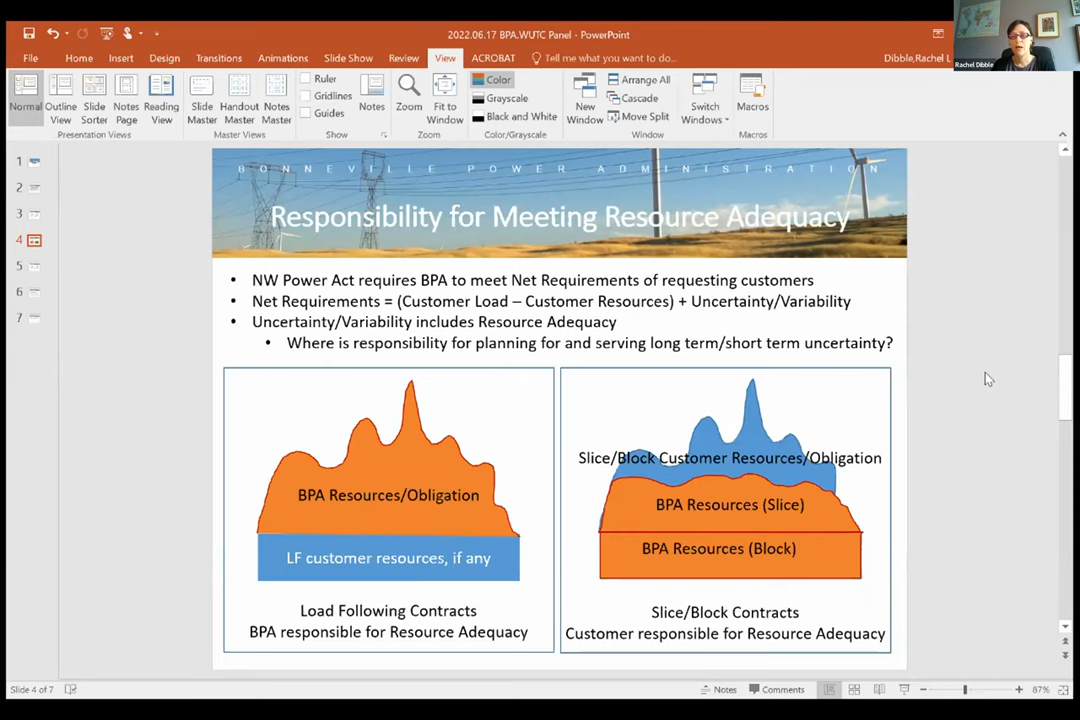 2022.06.17 BPA.WUTC Panel - PowerPoint
File Home Insert Design Transitions Animations Slide Show Review View ACROBAT Tell me what you want to do... Dibble,Rachel L
Rachel Dibble
Normal Outline View Slide Sorter Notes Page Reading View
Presentation Views
Slide Master Handout Master Notes Master
Master Views
Ruler
Gridlines
Guides
Show
Notes
Zoom Fit to Window
Zoom
Color
Grayscale
Black and White
Color/Grayscale
New Window
Arrange All
Cascade
Move Split
Switch Windows
Window
Macros
Macros
1
2
3
4
5
6
7
BONNEVILLE POWER ADMINISTRATION
Responsibility for Meeting Resource Adequacy
• NW Power Act requires BPA to meet Net Requirements of requesting customers
• Net Requirements = (Customer Load – Customer Resources) + Uncertainty/Variability
• Uncertainty/Variability includes Resource Adequacy
• Where is responsibility for planning for and serving long term/short term uncertainty?
BPA Resources/Obligation
LF customer resources, if any
Load Following Contracts
BPA responsible for Resource Adequacy
Slice/Block Customer Resources/Obligation
BPA Resources (Slice)
BPA Resources (Block)
Slice/Block Contracts
Customer responsible for Resource Adequacy
Slide 4 of 7
Notes Comments 87%